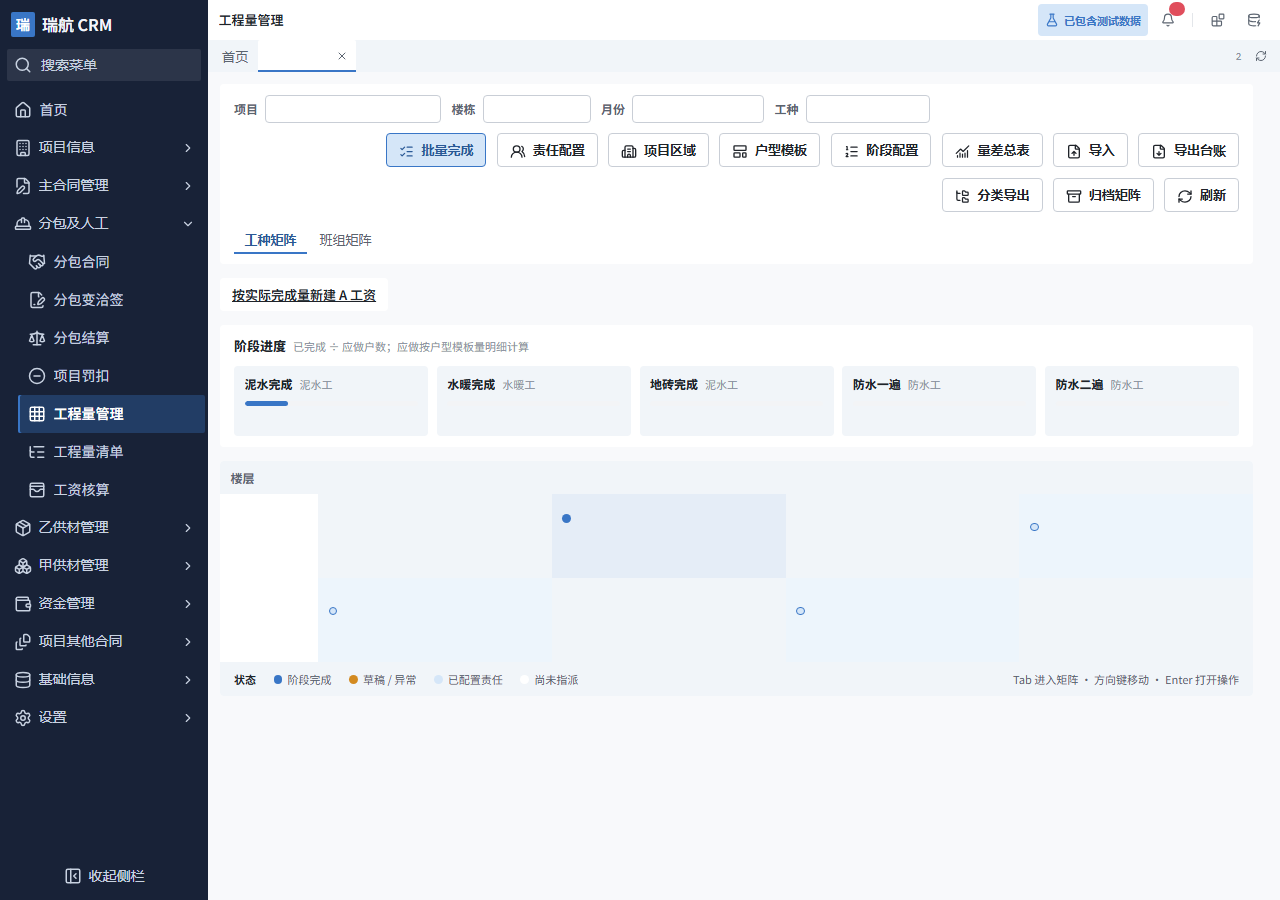 瑞 瑞航 CRM
搜索菜单
首页
项目信息
主合同管理
分包及人工
分包合同
分包变洽签
分包结算
项目罚扣
工程量管理
工程量清单
工资核算
乙供材管理
甲供材管理
资金管理
项目其他合同
基础信息
设置
收起侧栏
工程量管理
已包含测试数据
首页
2
项目 楼栋 月份 工种
批量完成 责任配置 项目区域 户型模板 阶段配置 量差总表 导入 导出台账
分类导出 归档矩阵 刷新
工种矩阵 班组矩阵
按实际完成量新建 A 工资
阶段进度 已完成 ÷ 应做户数；应做按户型模板量明细计算
泥水完成 泥水工 水暖完成 水暖工 地砖完成 泥水工 防水一遍 防水工 防水二遍 防水工
楼层
状态 阶段完成 草稿 / 异常 已配置责任 尚未指派 Tab 进入矩阵 · 方向键移动 · Enter 打开操作